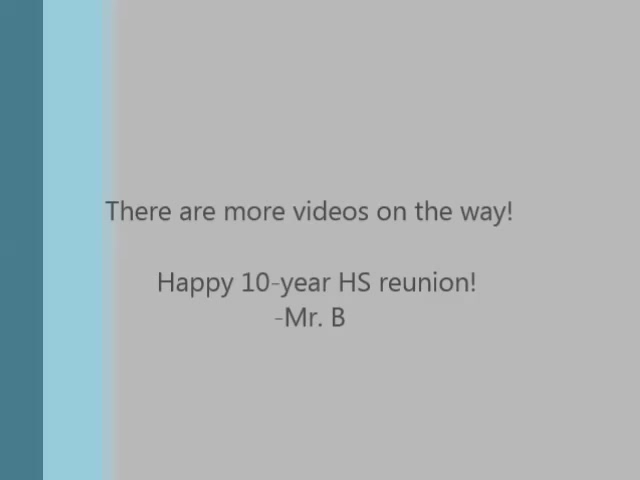 There are more videos on the way!
Happy 10-year HS reunion!
-Mr. B